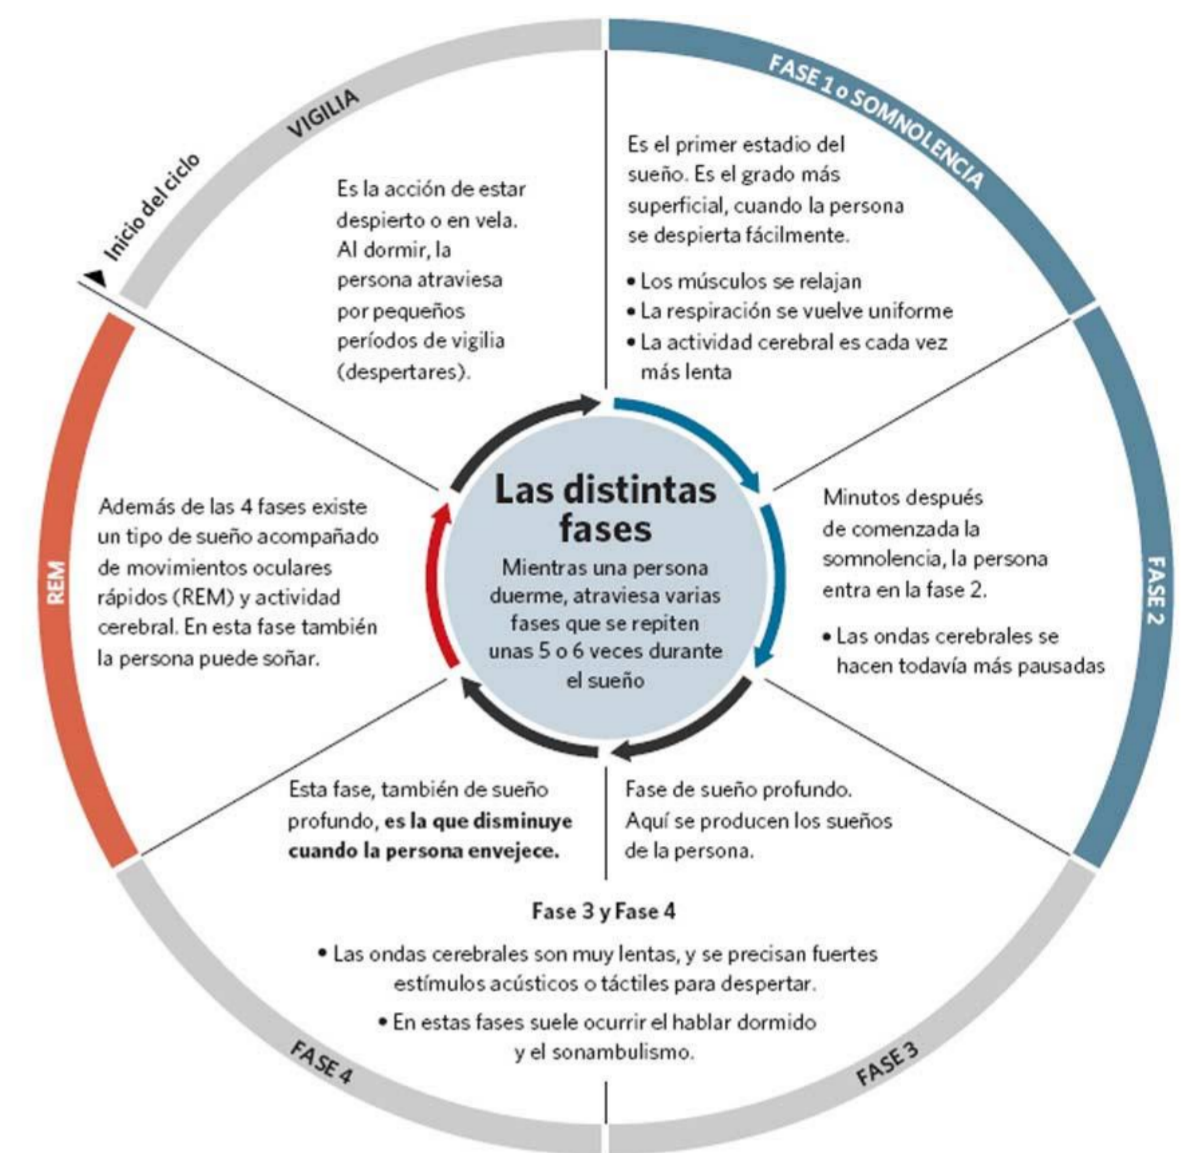 Inicio del ciclo
VIGILIA
Es la acción de estar
despierto o en vela.
Al dormir, la
persona atraviesa
por pequeños
períodos de vigilia
(despertares).
FASE 1 o SOMNOLENCIA
Es el primer estadio del
sueño. Es el grado más
superficial, cuando la persona
se despierta fácilmente.
• Los músculos se relajan
• La respiración se vuelve uniforme
• La actividad cerebral es cada vez
más lenta
FASE 2
Minutos después
de comenzada la
somnolencia, la persona
entra en la fase 2.
• Las ondas cerebrales se
hacen todavía más pausadas
FASE 3
Fase de sueño profundo.
Aquí se producen los sueños
de la persona.
FASE 4
Esta fase, también de sueño
profundo, es la que disminuye
cuando la persona envejece.
Fase 3 y Fase 4
• Las ondas cerebrales son muy lentas, y se precisan fuertes
estímulos acústicos o táctiles para despertar.
• En estas fases suele ocurrir el hablar dormido
y el sonambulismo.
REM
Además de las 4 fases existe
un tipo de sueño acompañado
de movimientos oculares
rápidos (REM) y actividad
cerebral. En esta fase también
la persona puede soñar.
Las distintas
fases
Mientras una persona
duerme, atraviesa varias
fases que se repiten
unas 5 o 6 veces durante
el sueño